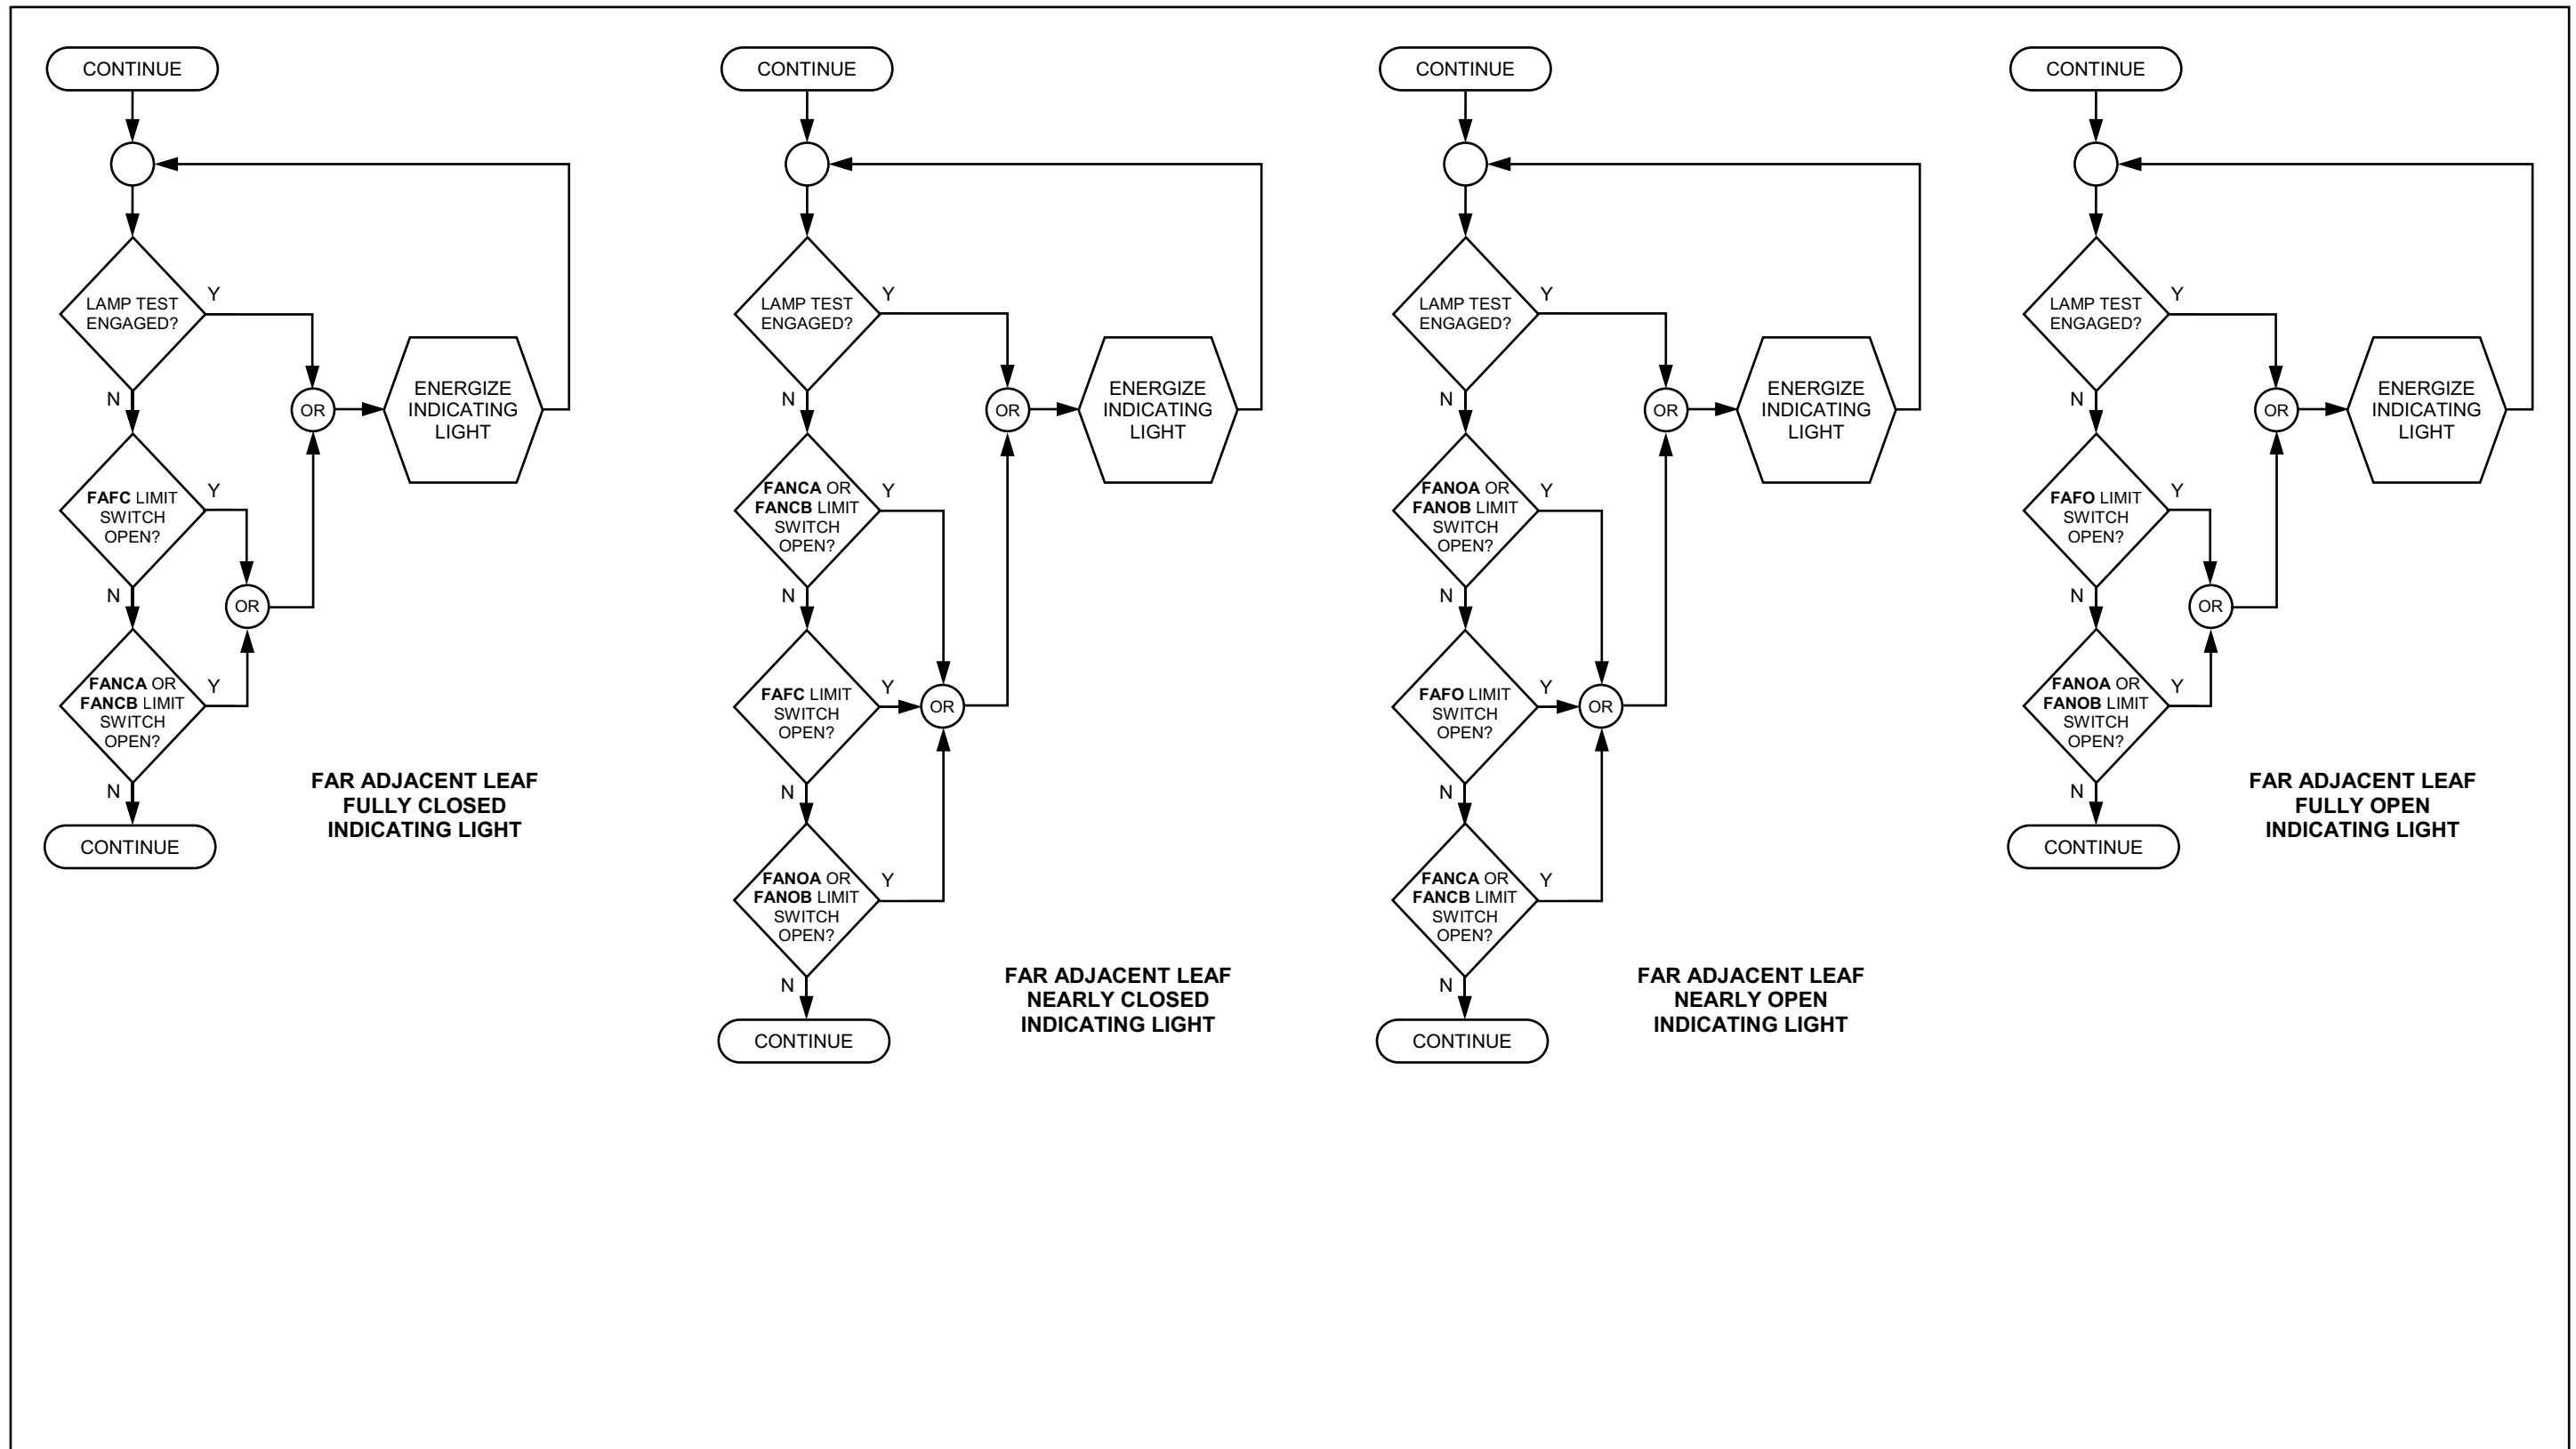 CONTINUE
LAMP TEST
ENGAGED?
Y
N
OR
ENERGIZE
INDICATING
LIGHT
FAFC LIMIT
SWITCH
OPEN?
Y
N
OR
FANCA OR
FANCB LIMIT
SWITCH
OPEN?
Y
N
CONTINUE
FAR ADJACENT LEAF
FULLY CLOSED
INDICATING LIGHT
CONTINUE
LAMP TEST
ENGAGED?
Y
N
OR
ENERGIZE
INDICATING
LIGHT
FANCA OR
FANCB LIMIT
SWITCH
OPEN?
Y
N
FAFC LIMIT
SWITCH
OPEN?
Y
OR
N
FANOA OR
FANOB LIMIT
SWITCH
OPEN?
Y
N
CONTINUE
FAR ADJACENT LEAF
NEARLY CLOSED
INDICATING LIGHT
CONTINUE
LAMP TEST
ENGAGED?
Y
N
OR
ENERGIZE
INDICATING
LIGHT
FANOA OR
FANOB LIMIT
SWITCH
OPEN?
Y
N
FAFO LIMIT
SWITCH
OPEN?
Y
OR
N
FANCA OR
FANCB LIMIT
SWITCH
OPEN?
Y
N
CONTINUE
FAR ADJACENT LEAF
NEARLY OPEN
INDICATING LIGHT
CONTINUE
LAMP TEST
ENGAGED?
Y
N
OR
ENERGIZE
INDICATING
LIGHT
FAFO LIMIT
SWITCH
OPEN?
Y
N
OR
FANOA OR
FANOB LIMIT
SWITCH
OPEN?
Y
N
CONTINUE
FAR ADJACENT LEAF
FULLY OPEN
INDICATING LIGHT